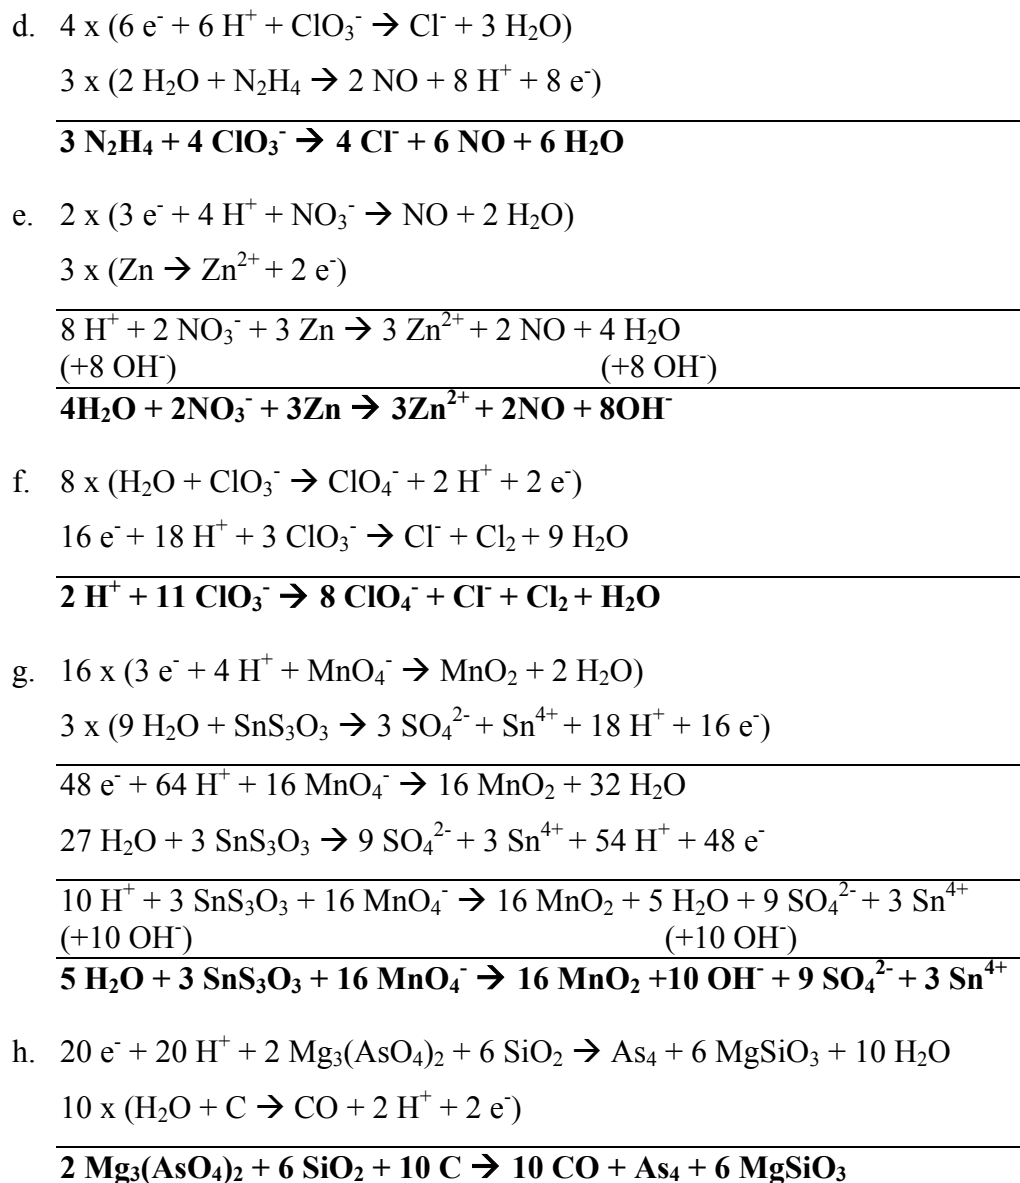 d. 4 x (6 e⁻ + 6 H⁺ + ClO₃⁻ → Cl⁻ + 3 H₂O)
3 x (2 H₂O + N₂H₄ → 2 NO + 8 H⁺ + 8 e⁻)
3 N₂H₄ + 4 ClO₃⁻ → 4 Cl⁻ + 6 NO + 6 H₂O
e. 2 x (3 e⁻ + 4 H⁺ + NO₃⁻ → NO + 2 H₂O)
3 x (Zn → Zn²⁺ + 2 e⁻)
8 H⁺ + 2 NO₃⁻ + 3 Zn → 3 Zn²⁺ + 2 NO + 4 H₂O
(+8 OH⁻) (+8 OH⁻)
4H₂O + 2NO₃⁻ + 3Zn → 3Zn²⁺ + 2NO + 8OH⁻
f. 8 x (H₂O + ClO₃⁻ → ClO₄⁻ + 2 H⁺ + 2 e⁻)
16 e⁻ + 18 H⁺ + 3 ClO₃⁻ → Cl⁻ + Cl₂ + 9 H₂O
2 H⁺ + 11 ClO₃⁻ → 8 ClO₄⁻ + Cl⁻ + Cl₂ + H₂O
g. 16 x (3 e⁻ + 4 H⁺ + MnO₄⁻ → MnO₂ + 2 H₂O)
3 x (9 H₂O + SnS₃O₃ → 3 SO₄²⁻ + Sn⁴⁺ + 18 H⁺ + 16 e⁻)
48 e⁻ + 64 H⁺ + 16 MnO₄⁻ → 16 MnO₂ + 32 H₂O
27 H₂O + 3 SnS₃O₃ → 9 SO₄²⁻ + 3 Sn⁴⁺ + 54 H⁺ + 48 e⁻
10 H⁺ + 3 SnS₃O₃ + 16 MnO₄⁻ → 16 MnO₂ + 5 H₂O + 9 SO₄²⁻ + 3 Sn⁴⁺
(+10 OH⁻) (+10 OH⁻)
5 H₂O + 3 SnS₃O₃ + 16 MnO₄⁻ → 16 MnO₂ +10 OH⁻ + 9 SO₄²⁻ + 3 Sn⁴⁺
h. 20 e⁻ + 20 H⁺ + 2 Mg₃(AsO₄)₂ + 6 SiO₂ → As₄ + 6 MgSiO₃ + 10 H₂O
10 x (H₂O + C → CO + 2 H⁺ + 2 e⁻)
2 Mg₃(AsO₄)₂ + 6 SiO₂ + 10 C → 10 CO + As₄ + 6 MgSiO₃